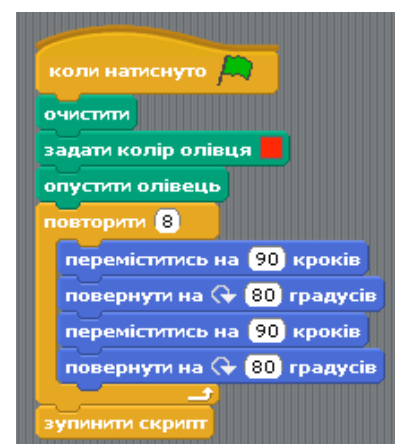 коли натиснуто
очистити
задати колір олівця
опустити олівець
повторити 8
переміститись на 90 кроків
повернути на 80 градусів
переміститись на 90 кроків
повернути на 80 градусів
зупинити скрипт